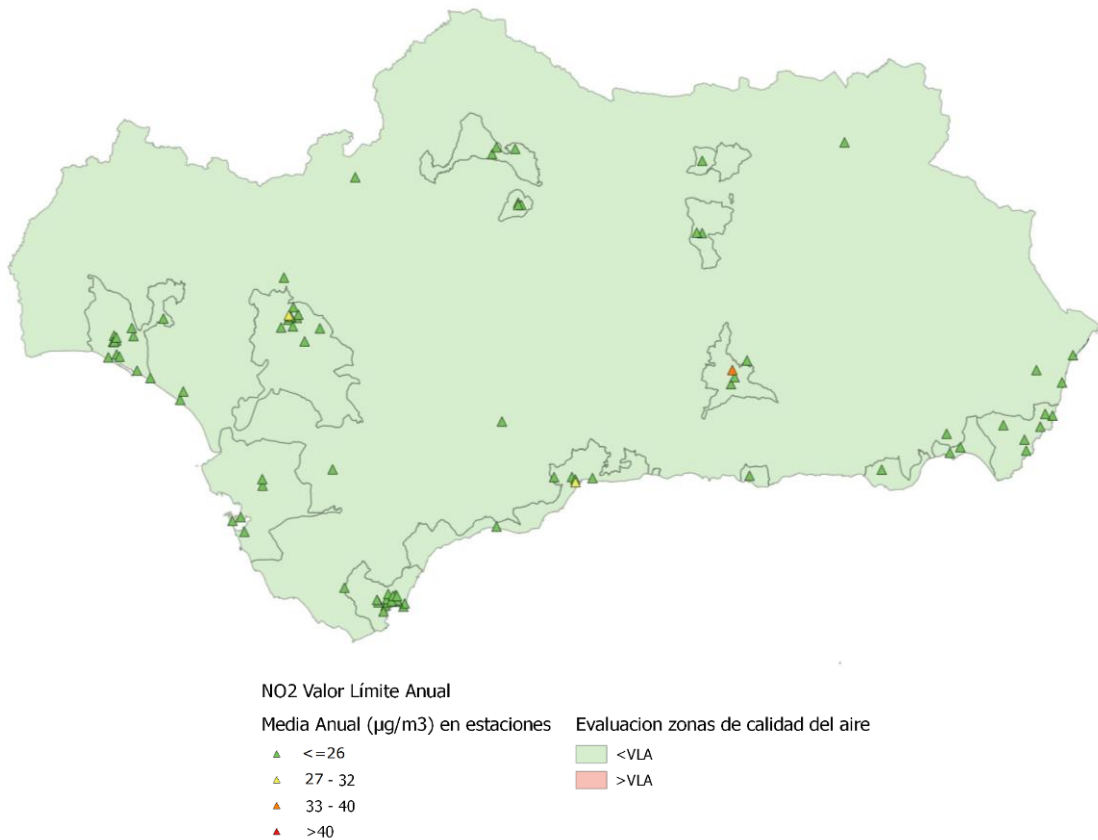 NO2 Valor Límite Anual
Media Anual (µg/m3) en estaciones
<=26
27 - 32
33 - 40
>40
Evaluacion zonas de calidad del aire
<VLA
>VLA